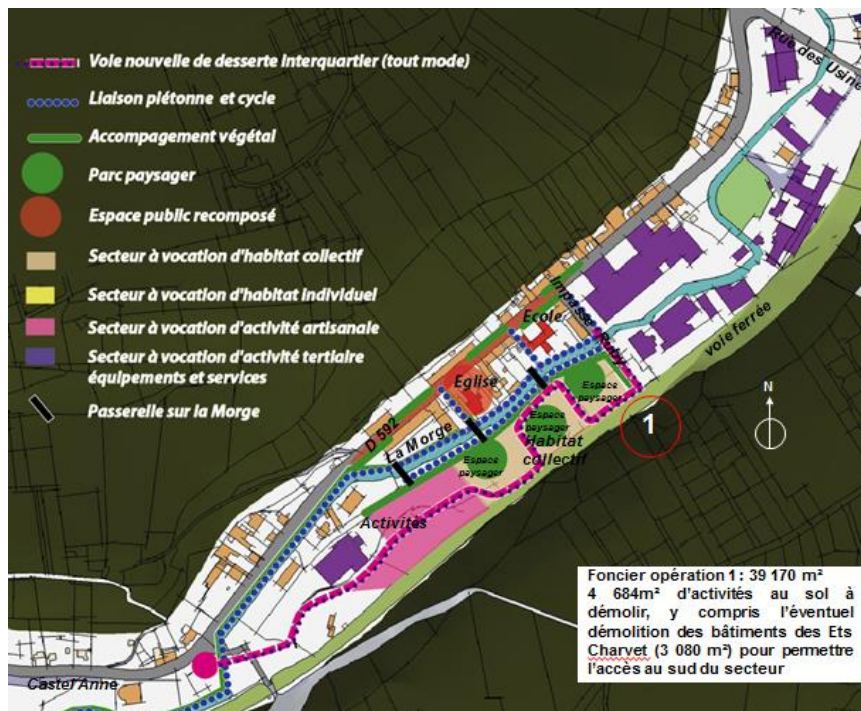 Voie nouvelle de desserte interquartier (tout mode)
Liaison piétonne et cycle
Accompagement végétal
Parc paysager
Espace public recomposé
Secteur à vocation d'habitat collectif
Secteur à vocation d'habitat individuel
Secteur à vocation d'activité artisanale
Secteur à vocation d'activité tertiaire
équipements et services
Passerelle sur la Morge
Rue des Usine
Impasse Ruby
Ecole
voie ferrée
Eglise
Espace
paysager
D 592
La Morge
Espace
paysager
Habitat
collectif
Espace
paysager
1
N
Activités
Castel Anne
Foncier opération 1 : 39 170 m²
4 684m² d'activités au sol à
démolir, y compris l'éventuel
démolition des bâtiments des Ets
Charvet (3 080 m²) pour permettre
l'accès au sud du secteur